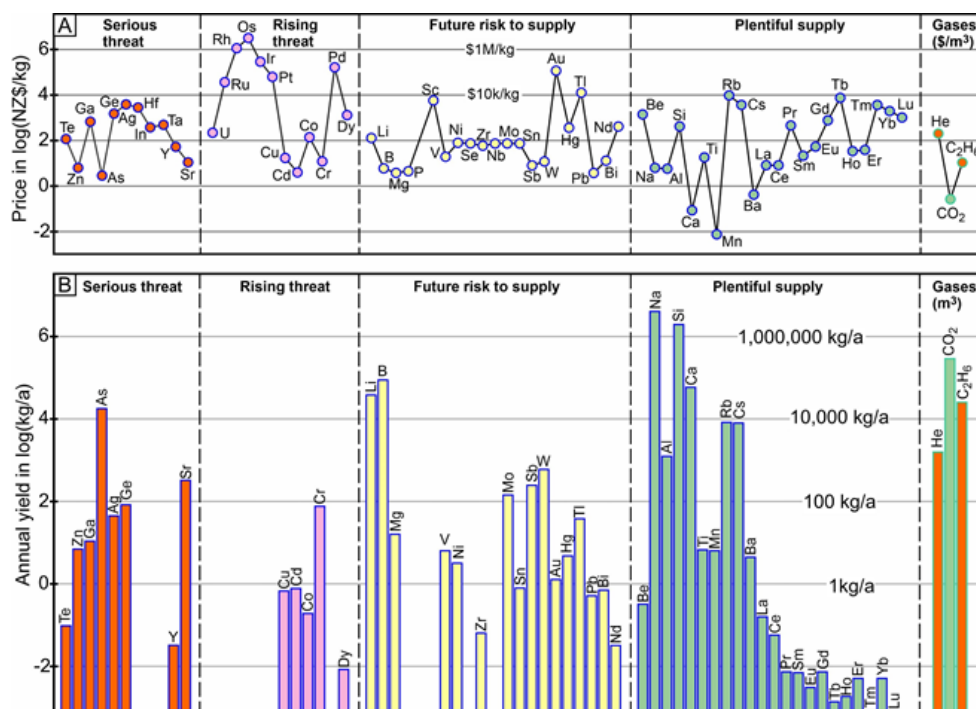 A
Serious threat
Rising threat
Future risk to supply
Plentiful supply
Gases ($/m³)
Price in log(NZ$/kg)
6
4
2
0
-2
$1M/kg
$10k/kg
Te
Zn
Ga
As
Ge
Ag
Hf
In
Ta
Y
Sr
U
Ru
Rh
Os
Ir
Pt
Cu
Cd
Co
Cr
Pd
Dy
Li
B
Mg
P
Sc
V
Ni
Se
Zr
Nb
Mo
Sn
Sb
W
Au
Hg
Tl
Pb
Bi
Nd
Be
Na
Al
Si
Ca
Ti
Mn
Rb
Cs
Ba
La
Ce
Pr
Sm
Gd
Eu
Tb
Ho
Er
Tm
Yb
Lu
He
CO₂
C₂H₆
B
Serious threat
Rising threat
Future risk to supply
Plentiful supply
Gases (m³)
Annual yield in log(kg/a)
6
4
2
0
-2
1,000,000 kg/a
10,000 kg/a
100 kg/a
1kg/a
Te
Zn
Ga
As
Ag
Ge
Y
Sr
Cu
Cd
Co
Cr
Dy
Li
B
Mg
V
Ni
Zr
Mo
Sn
Sb
W
Au
Hg
Tl
Pb
Bi
Nd
Be
Na
Al
Si
Ca
Ti
Mn
Rb
Cs
Ba
La
Ce
Pr
Sm
Eu
Gd
Tb
Ho
Er
Tm
Yb
Lu
He
CO₂
C₂H₆